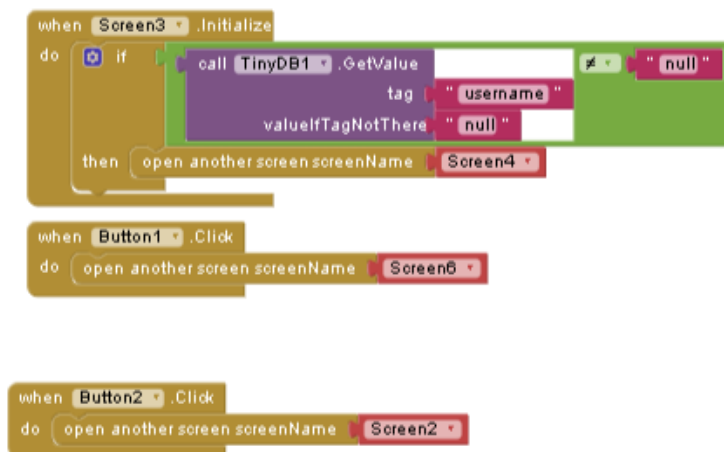 when Screen3 .Initialize
do if call TinyDB1 .GetValue ≠ " null "
tag " username "
valueIfTagNotThere " null "
then open another screen screenName Screen4
when Button1 .Click
do open another screen screenName Screen6
when Button2 .Click
do open another screen screenName Screen2